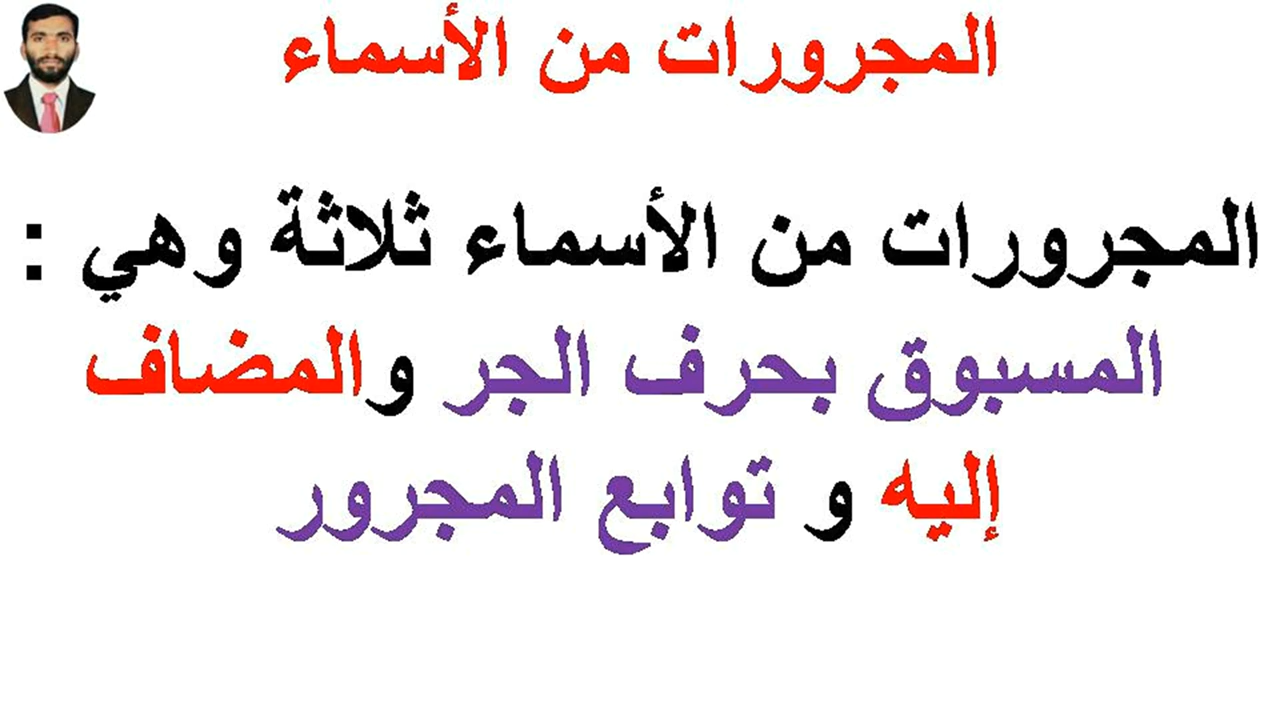 المجرورات من الأسماء
المجرورات من الأسماء ثلاثة وهي :
المسبوق بحرف الجر والمضاف
إليه و توابع المجرور